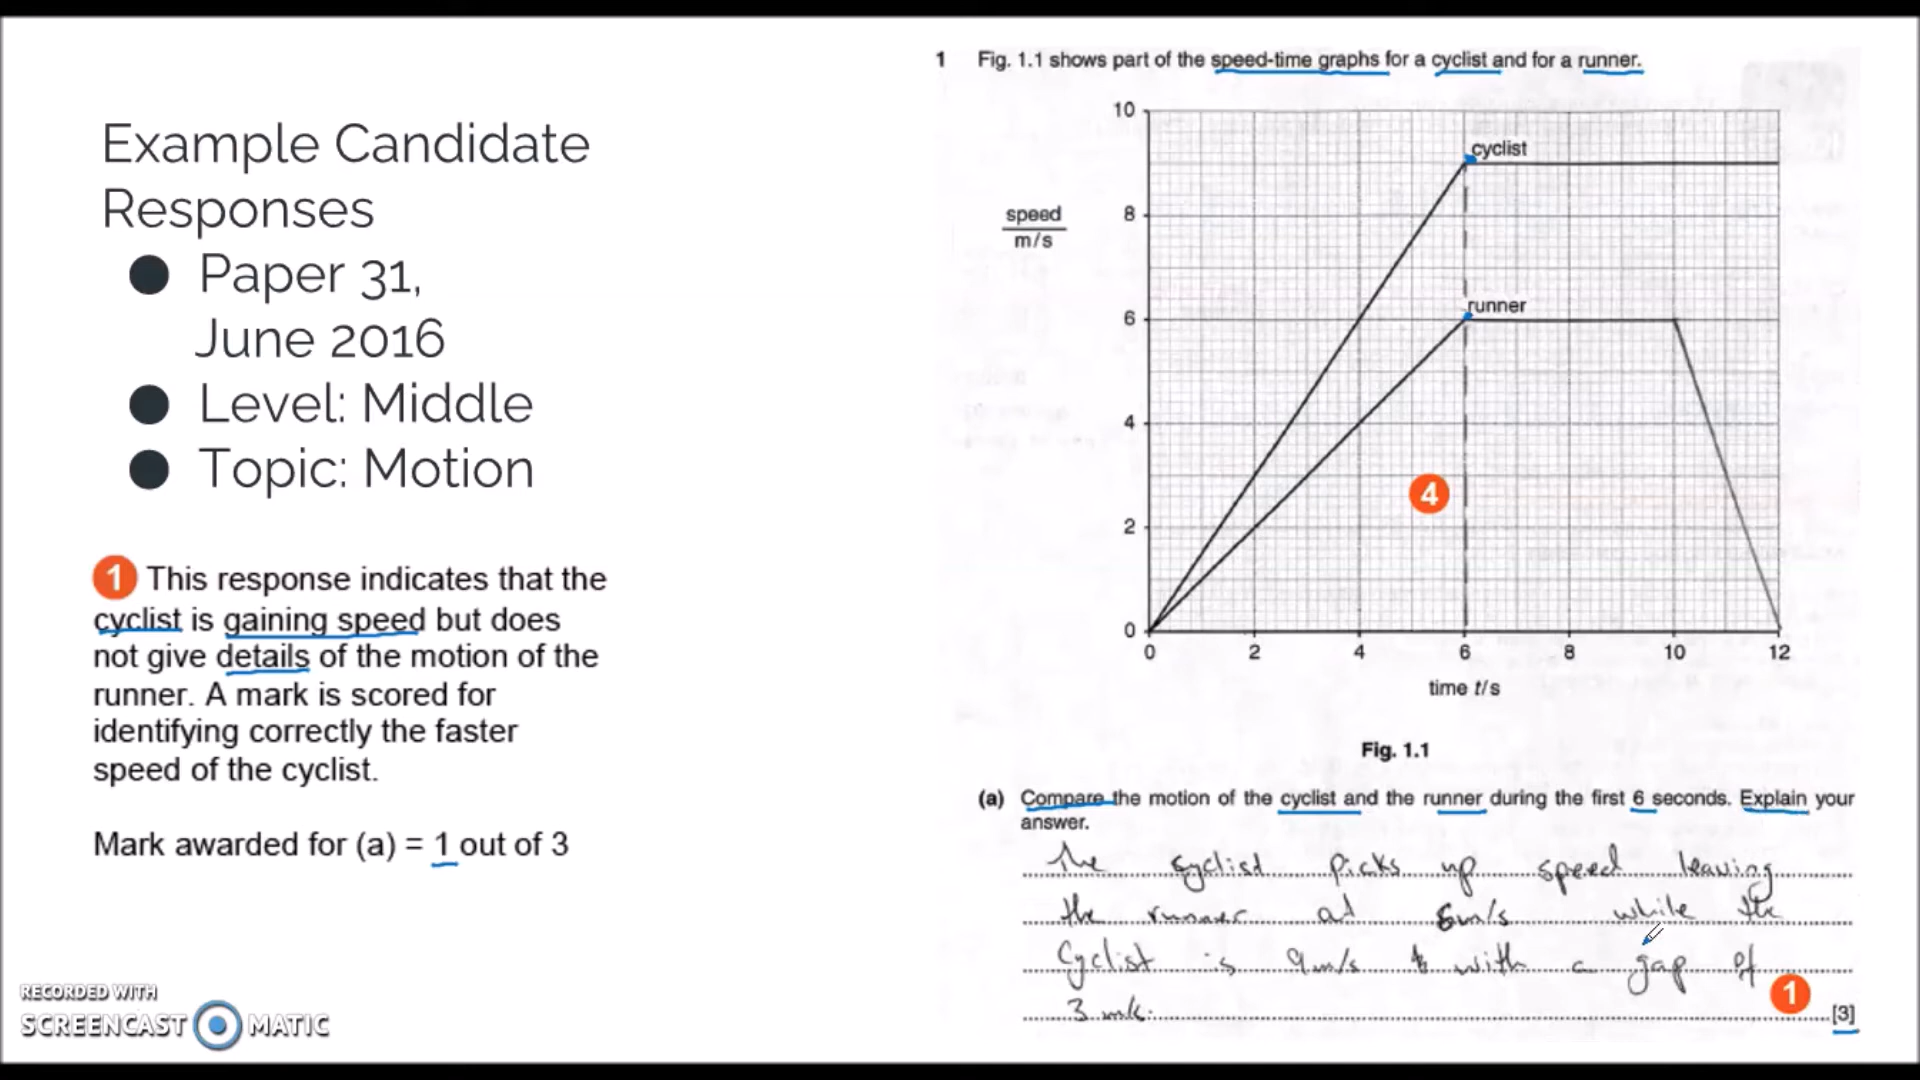 Example Candidate
Responses
● Paper 31,
June 2016
● Level: Middle
● Topic: Motion
1 This response indicates that the
cyclist is gaining speed but does
not give details of the motion of the
runner. A mark is scored for
identifying correctly the faster
speed of the cyclist.
Mark awarded for (a) = 1 out of 3
RECORDED WITH
SCREENCAST MATIC
1 Fig. 1.1 shows part of the speed-time graphs for a cyclist and for a runner.
10
cyclist
speed
m/s
8
runner
6
4
4
2
0
0 2 4 6 8 10 12
time t/s
Fig. 1.1
(a) Compare the motion of the cyclist and the runner during the first 6 seconds. Explain your
answer.
The cyclist picks up speed leaving
the runner at 6m/s while the
Cyclist is 9m/s with a gap of
3
1
[3]